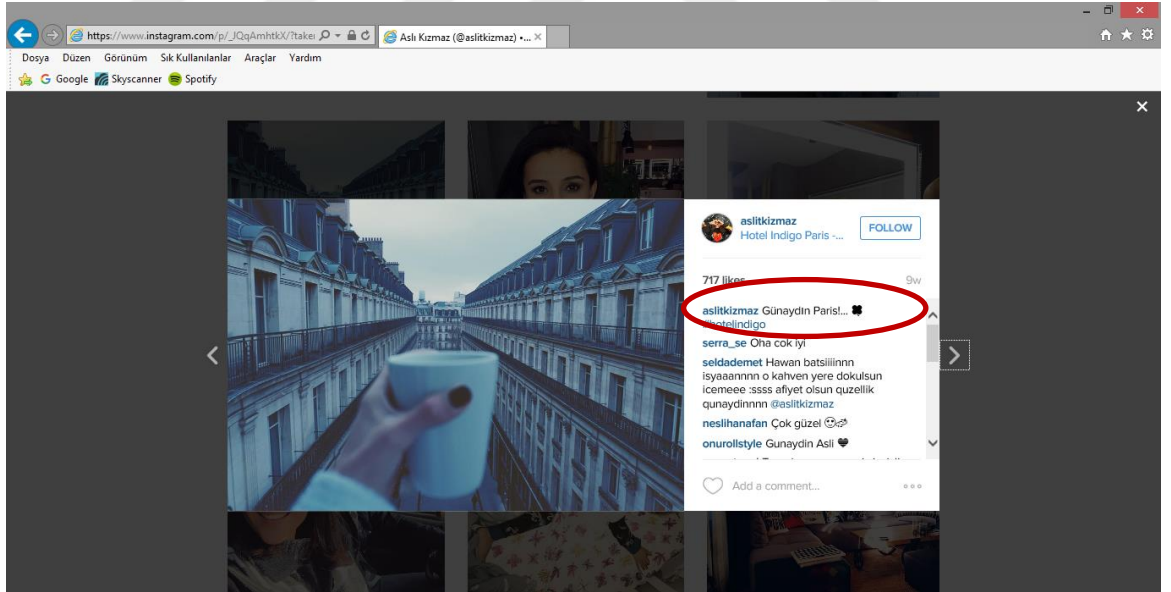 https://www.instagram.com/p/_JQqAmhtkX/?take
Aslı Kızmaz (@aslitkizmaz) •...
Dosya Düzen Görünüm Sık Kullanılanlar Araçlar Yardım
Google Skyscanner Spotify
aslitkizmaz
Hotel Indigo Paris -...
FOLLOW
717 likes
9w
aslitkizmaz Günaydın Paris!... 
#hotelindigo
serra_se Oha cok iyi
seldademet Hawan batsiiiinnn
isyaaannnn o kahven yere dokulsun
icemeee :ssss afiyet olsun quzellik
qunaydinnnn @aslitkizmaz
neslihanafan Çok güzel
onurollstyle Gunaydin Asli
Add a comment...